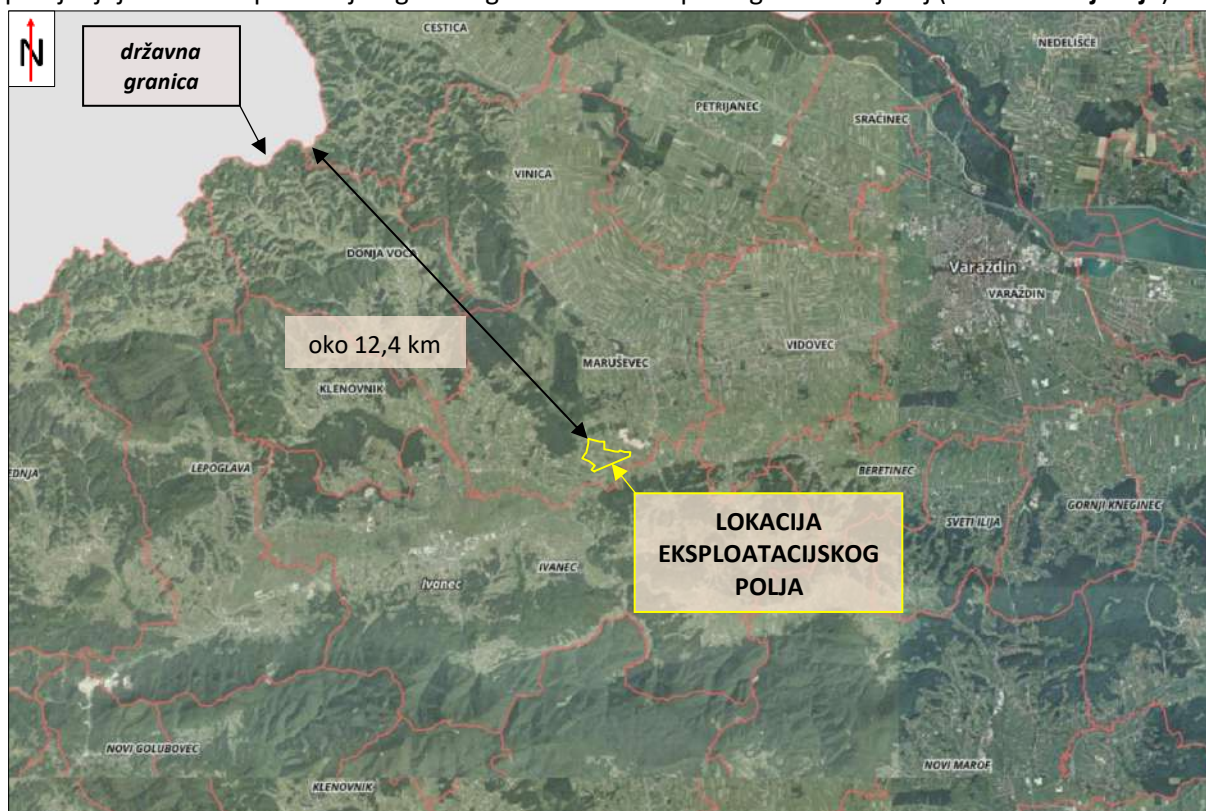 N
državna
granica
CESTICA
NEDELIŠĆE
PETRIJANEC
SRAČINEC
VINICA
DONJA VOĆA
Varaždin
VARAŽDIN
oko 12,4 km
VIDOVEC
MARUŠEVEC
KLENOVNIK
LEPOGLAVA
EDNJA
BERETINEC
GORNJI KNEGINEC
SVETI ILIJA
LOKACIJA
EKSPLOATACIJSKOG
POLJA
IVANEC
Ivanec
NOVI GOLUBOVEC
NOVI MAROF
KLENOVNIK